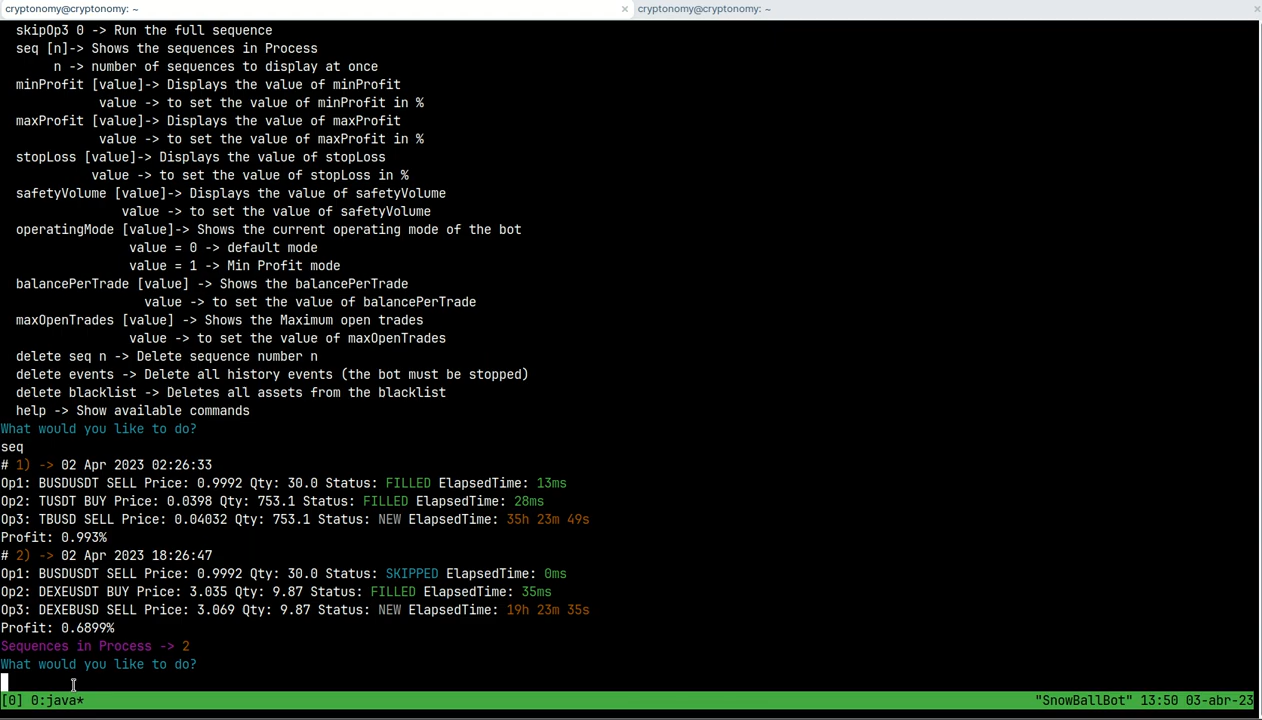 cryptonomy@cryptonomy: ~ × cryptonomy@cryptonomy: ~ ×
skipOp3 0 -> Run the full sequence
seq [n]-> Shows the sequences in Process
n -> number of sequences to display at once
minProfit [value]-> Displays the value of minProfit
value -> to set the value of minProfit in %
maxProfit [value]-> Displays the value of maxProfit
value -> to set the value of maxProfit in %
stopLoss [value]-> Displays the value of stopLoss
value -> to set the value of stopLoss in %
safetyVolume [value]-> Displays the value of safetyVolume
value -> to set the value of safetyVolume
operatingMode [value]-> Shows the current operating mode of the bot
value = 0 -> default mode
value = 1 -> Min Profit mode
balancePerTrade [value] -> Shows the balancePerTrade
value -> to set the value of balancePerTrade
maxOpenTrades [value] -> Shows the Maximum open trades
value -> to set the value of maxOpenTrades
delete seq n -> Delete sequence number n
delete events -> Delete all history events (the bot must be stopped)
delete blacklist -> Deletes all assets from the blacklist
help -> Show available commands
What would you like to do?
seq
# 1) -> 02 Apr 2023 02:26:33
Op1: BUSDUSDT SELL Price: 0.9992 Qty: 30.0 Status: FILLED ElapsedTime: 13ms
Op2: TUSDT BUY Price: 0.0398 Qty: 753.1 Status: FILLED ElapsedTime: 28ms
Op3: TBUSD SELL Price: 0.04032 Qty: 753.1 Status: NEW ElapsedTime: 35h 23m 49s
Profit: 0.993%
# 2) -> 02 Apr 2023 18:26:47
Op1: BUSDUSDT SELL Price: 0.9992 Qty: 30.0 Status: SKIPPED ElapsedTime: 0ms
Op2: DEXEUSDT BUY Price: 3.035 Qty: 9.87 Status: FILLED ElapsedTime: 35ms
Op3: DEXEBUSD SELL Price: 3.069 Qty: 9.87 Status: NEW ElapsedTime: 19h 23m 35s
Profit: 0.6899%
Sequences in Process -> 2
What would you like to do?
[0] 0:java* "SnowBallBot" 13:50 03-abr-23